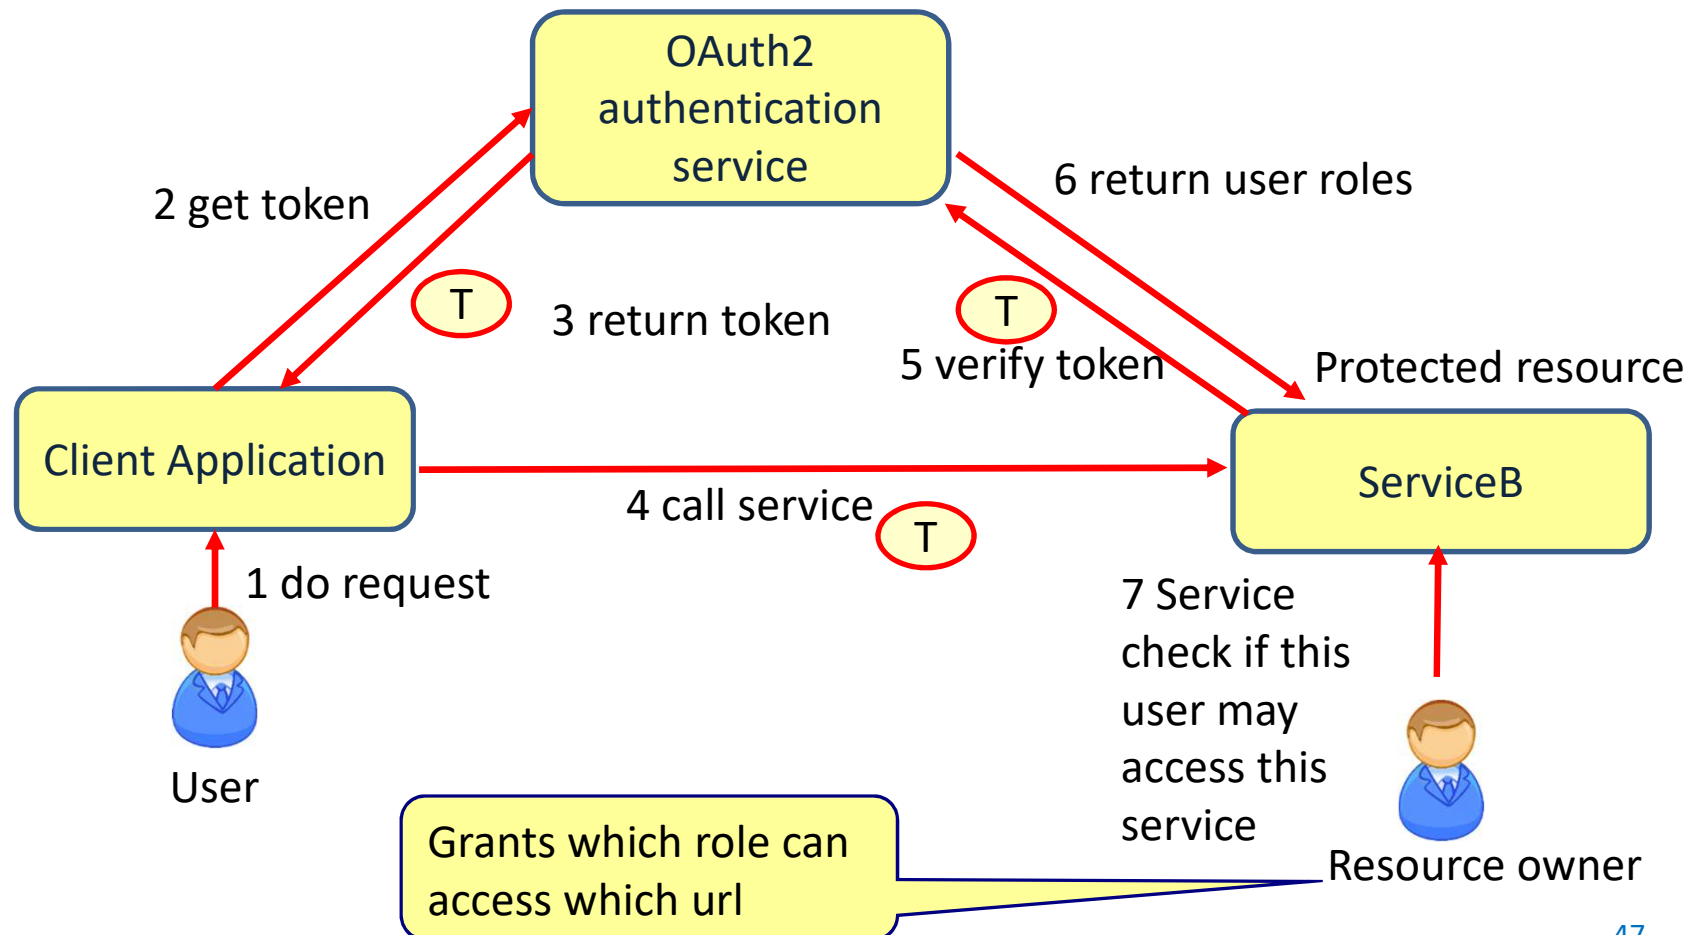 OAuth2
authentication
service
2 get token
6 return user roles
T
3 return token
T
5 verify token
Protected resource
Client Application
4 call service
T
ServiceB
1 do request
7 Service
check if this
user may
access this
service
User
Grants which role can
access which url
Resource owner
47